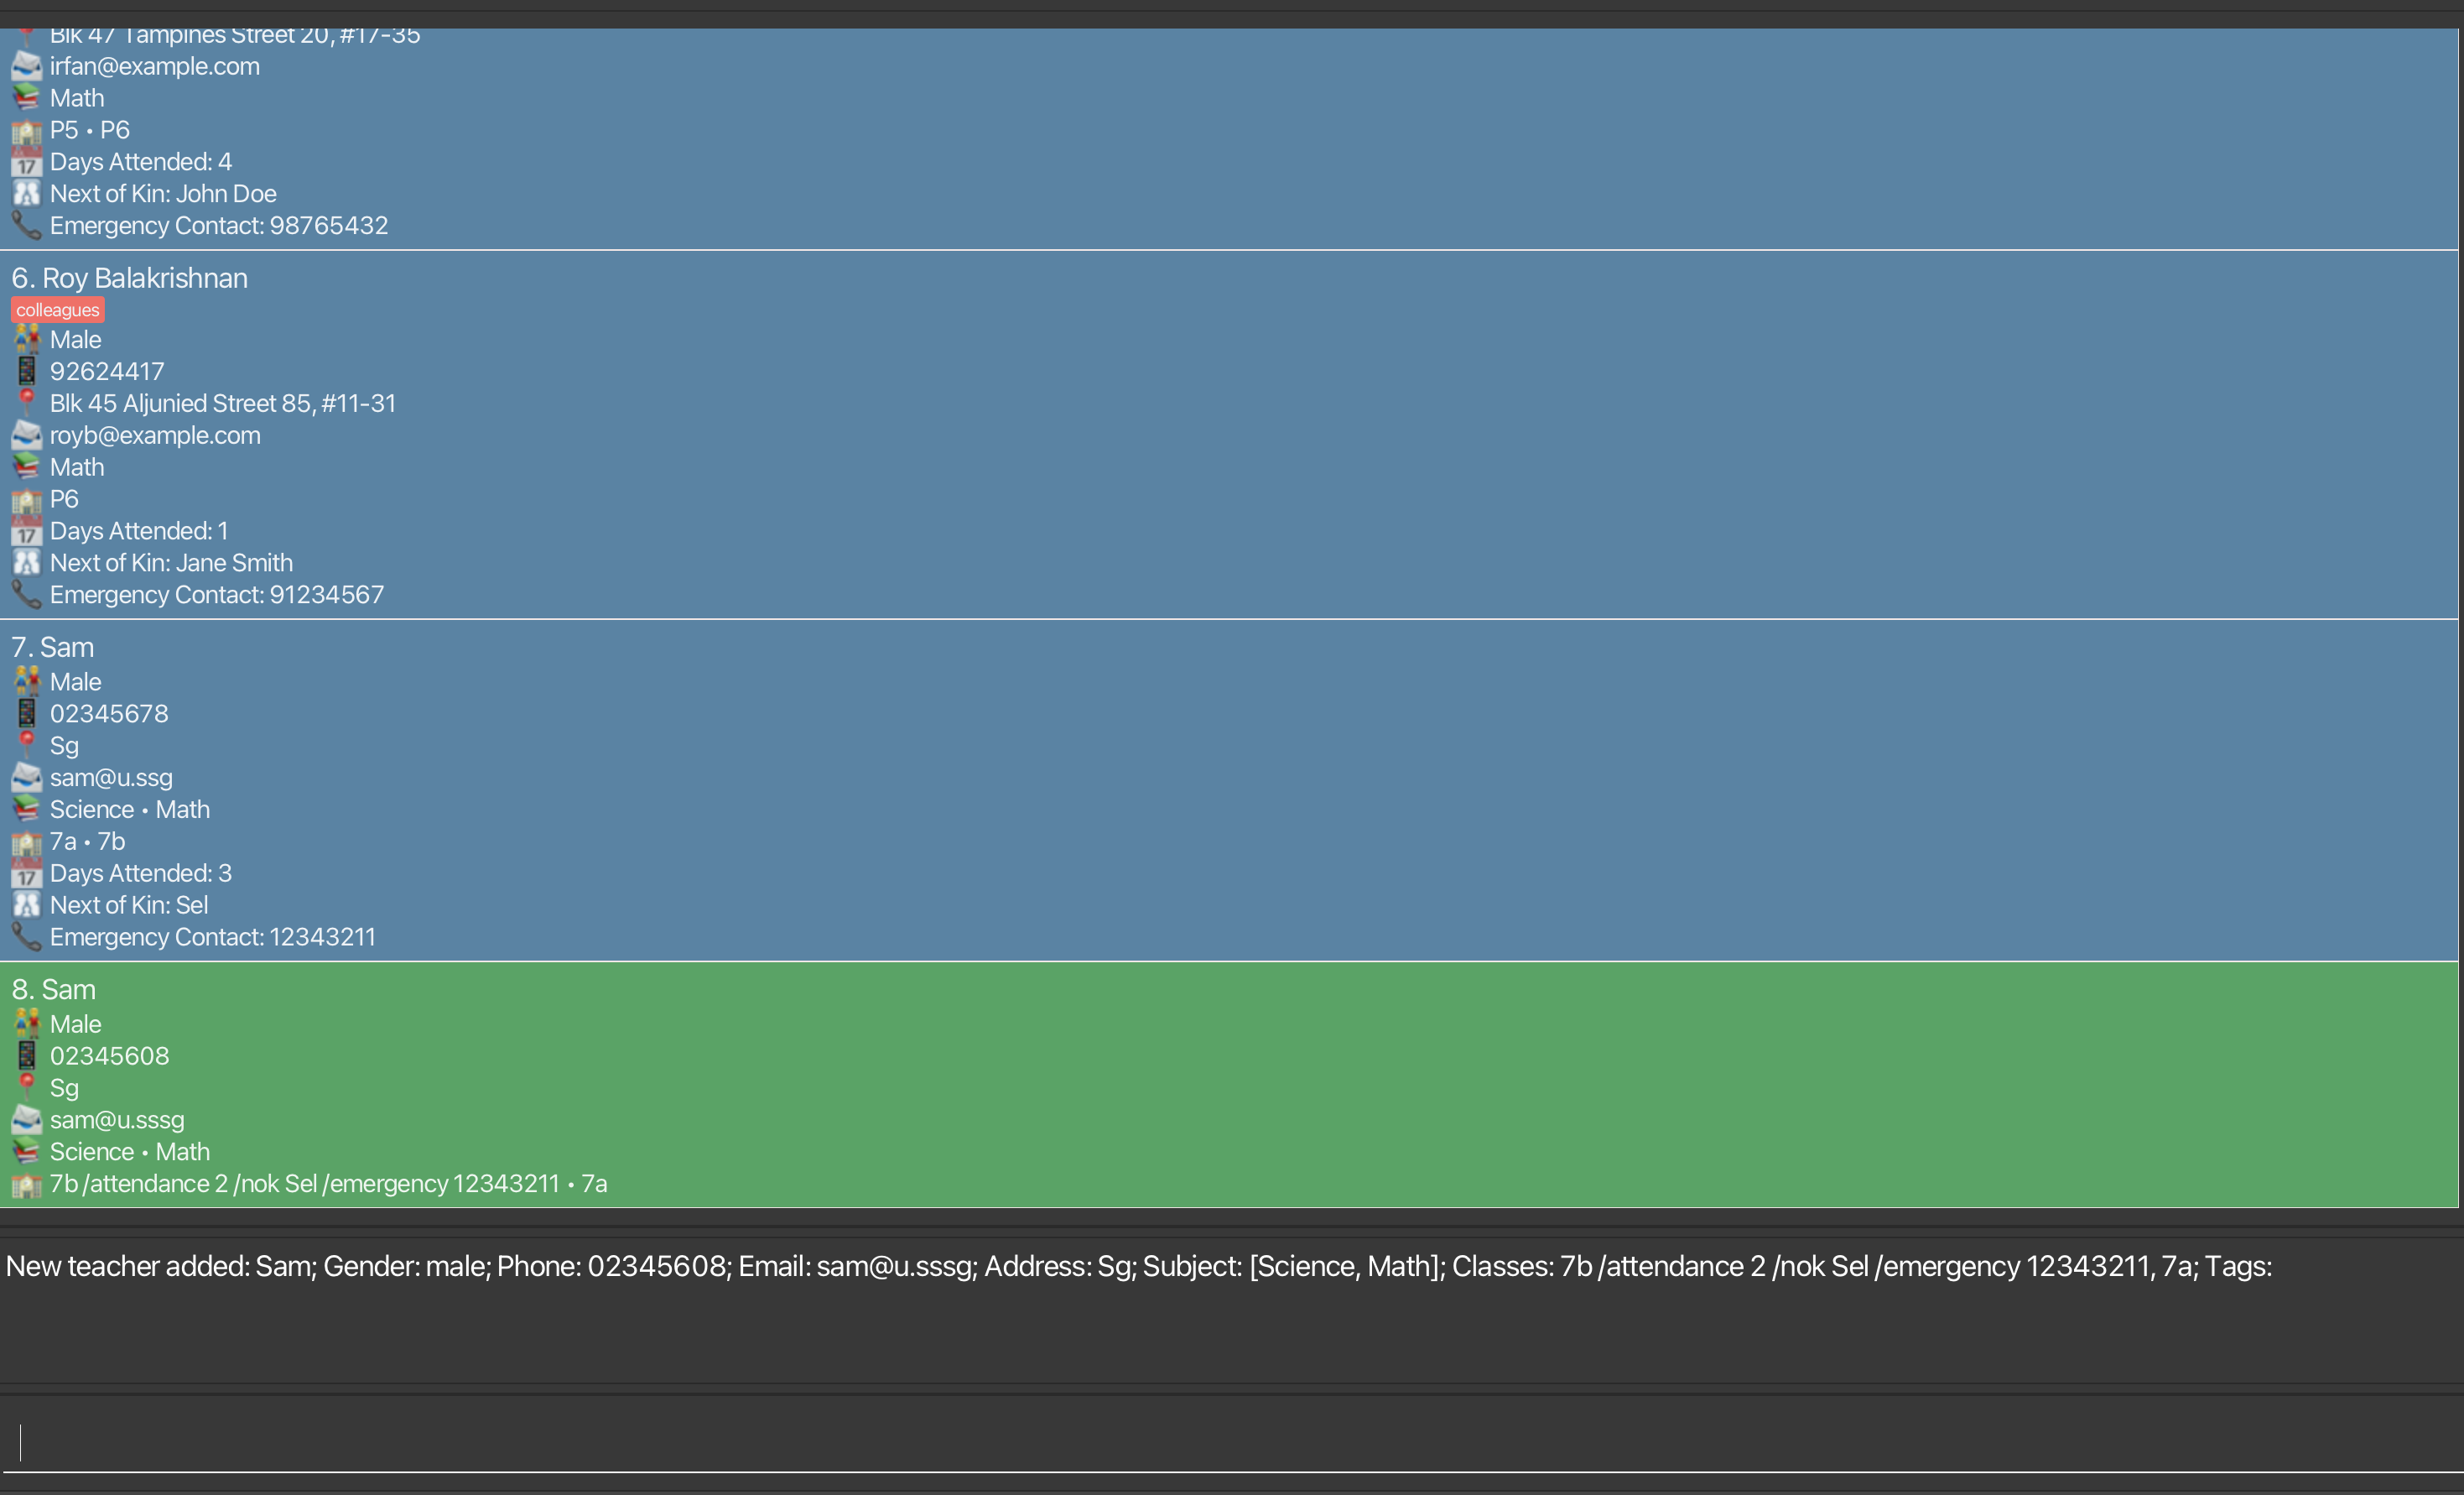 Blk 47 Tampines Street 20, #17-35
irfan@example.com
Math
P5 • P6
17 Days Attended: 4
Next of Kin: John Doe
Emergency Contact: 98765432
6. Roy Balakrishnan
colleagues
Male
92624417
Blk 45 Aljunied Street 85, #11-31
royb@example.com
Math
P6
17 Days Attended: 1
Next of Kin: Jane Smith
Emergency Contact: 91234567
7. Sam
Male
02345678
Sg
sam@u.ssg
Science • Math
7a • 7b
17 Days Attended: 3
Next of Kin: Sel
Emergency Contact: 12343211
8. Sam
Male
02345608
Sg
sam@u.sssg
Science • Math
7b /attendance 2 /nok Sel /emergency 12343211 • 7a
New teacher added: Sam; Gender: male; Phone: 02345608; Email: sam@u.sssg; Address: Sg; Subject: [Science, Math]; Classes: 7b /attendance 2 /nok Sel /emergency 12343211, 7a; Tags: